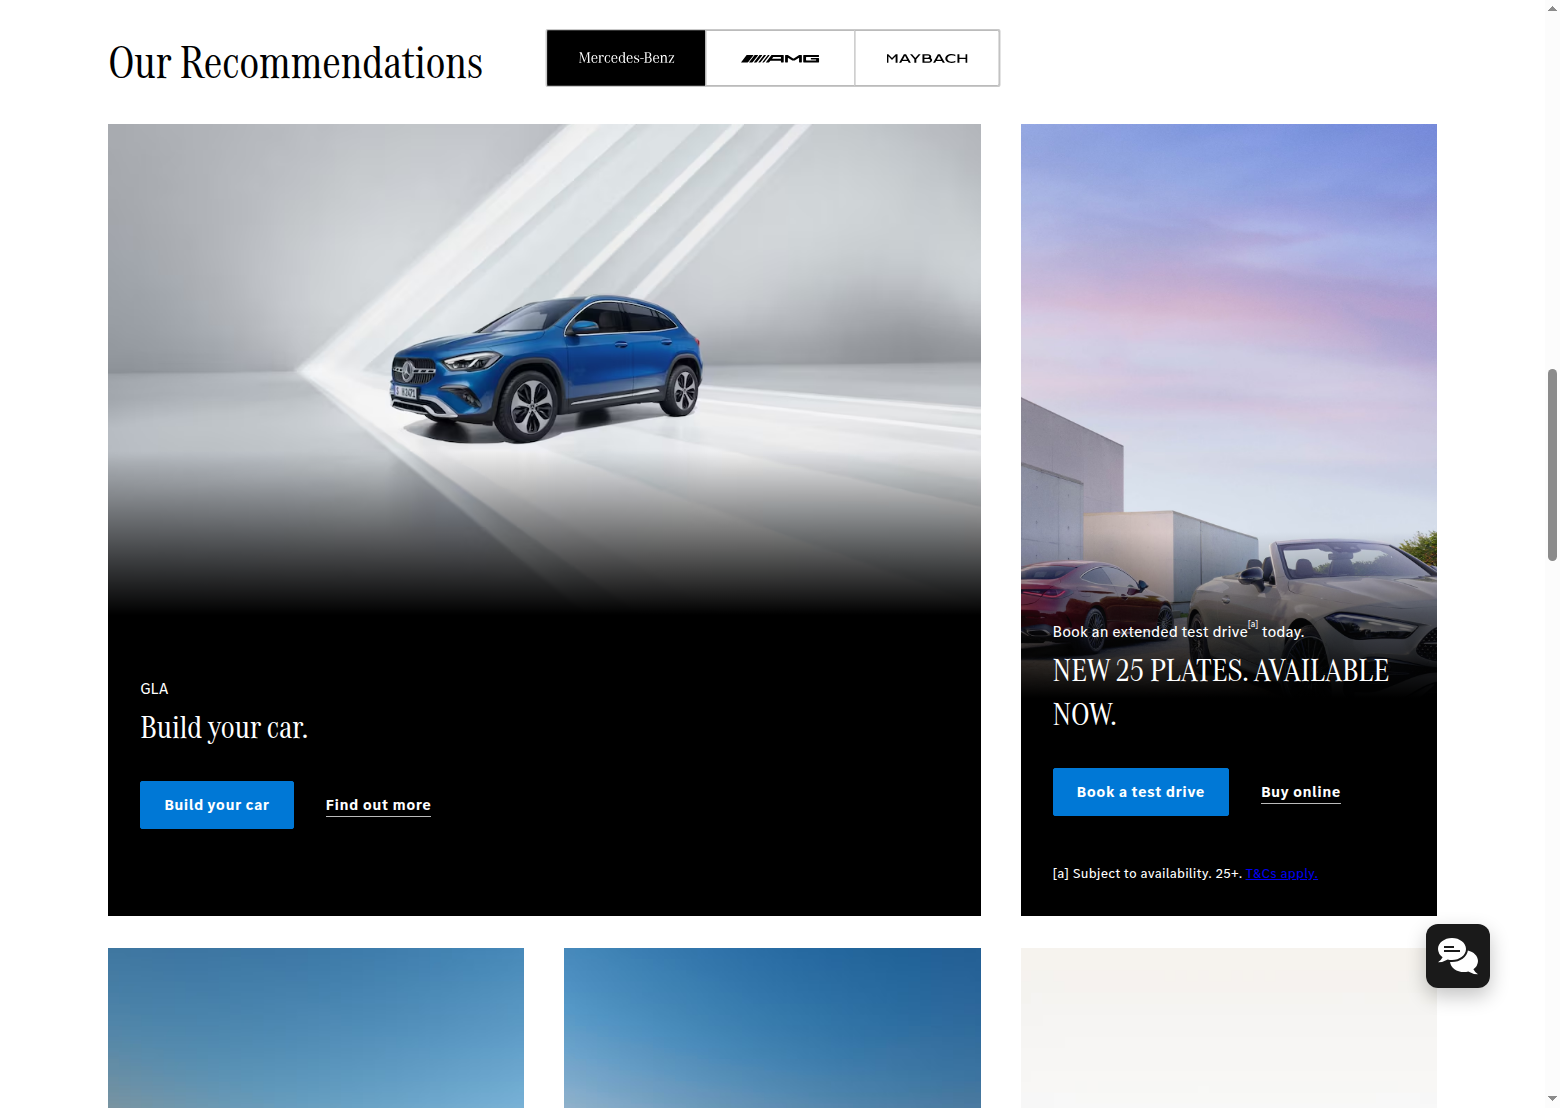 Our Recommendations
Mercedes-Benz
AMG
MAYBACH
GLA
Build your car.
Build your car
Find out more
Book an extended test drive[a] today.
NEW 25 PLATES. AVAILABLE
NOW.
Book a test drive
Buy online
[a] Subject to availability. 25+. T&Cs apply.